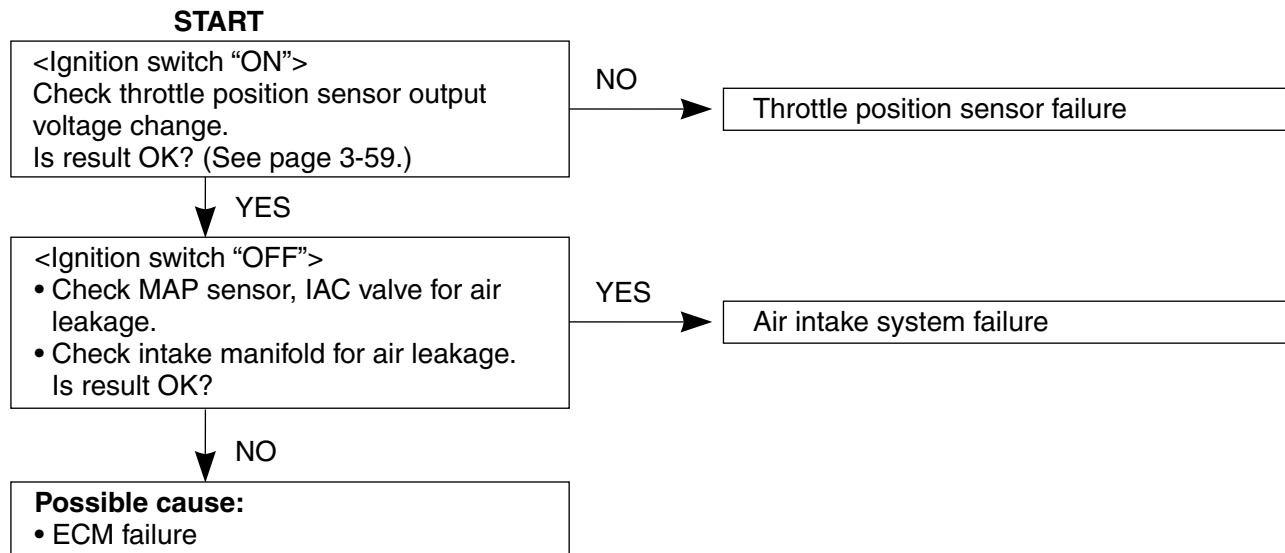 START
<Ignition switch “ON”>
Check throttle position sensor output
voltage change.
Is result OK? (See page 3-59.)
NO
Throttle position sensor failure
YES
<Ignition switch “OFF”>
• Check MAP sensor, IAC valve for air
leakage.
• Check intake manifold for air leakage.
Is result OK?
YES
Air intake system failure
NO
Possible cause:
• ECM failure